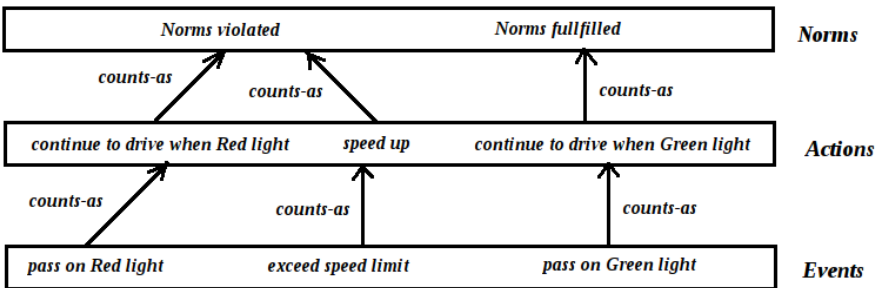 Norms violated Norms fullfilled Norms
counts-as counts-as counts-as
continue to drive when Red light speed up continue to drive when Green light Actions
counts-as counts-as counts-as
pass on Red light exceed speed limit pass on Green light Events